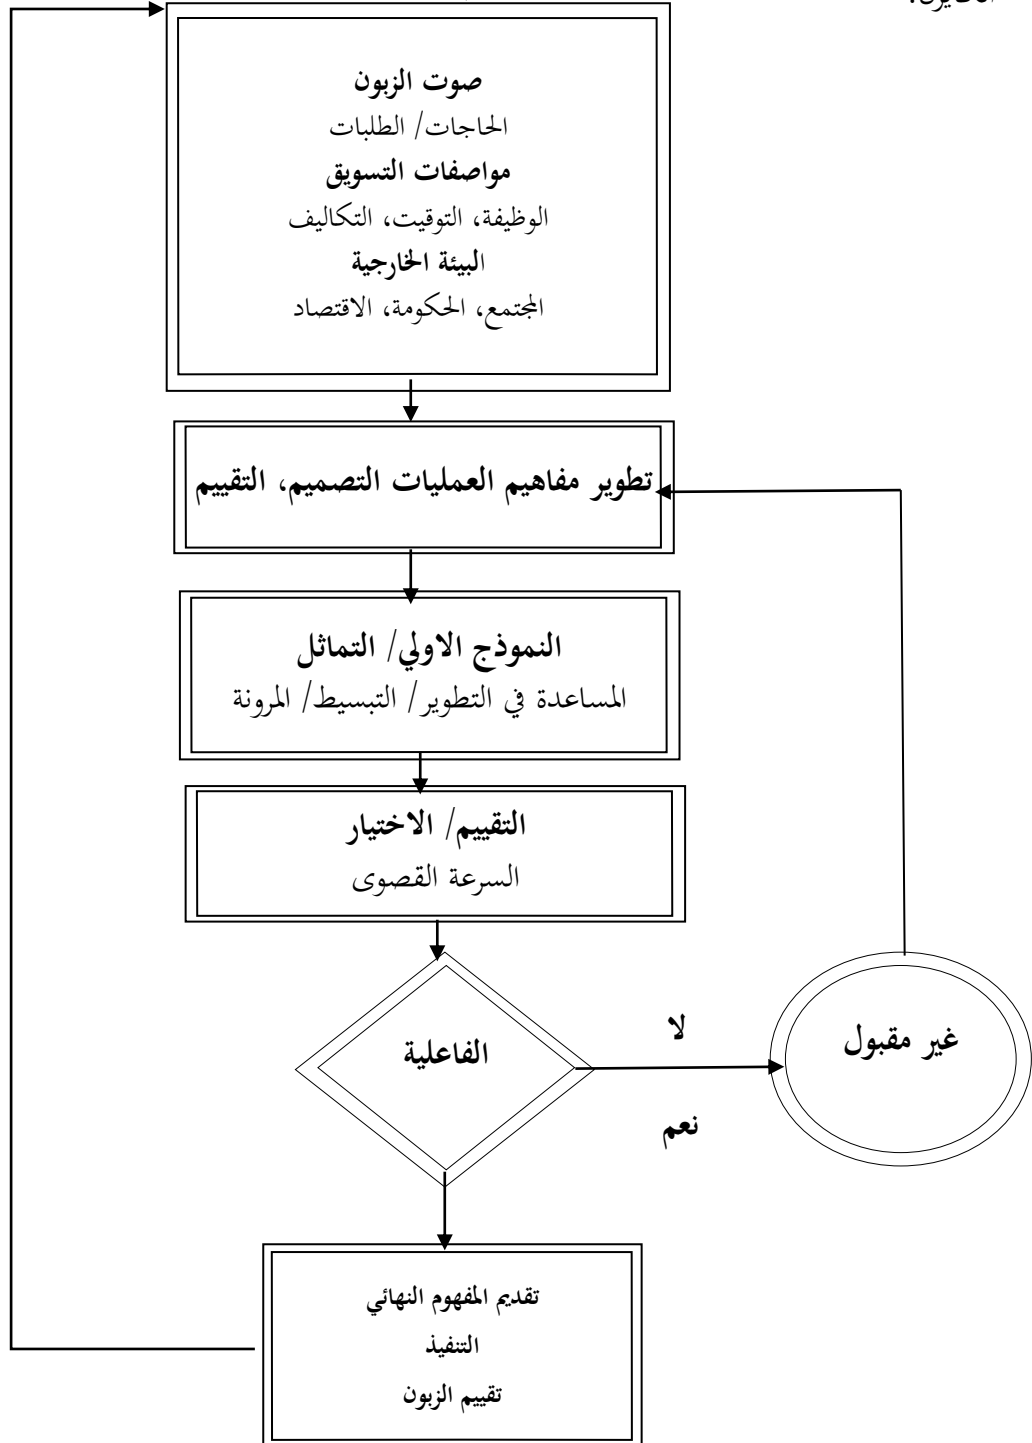 صوت الزبون
الحاجات/ الطلبات
مواصفات التسويق
الوظيفة، التوقيت، التكاليف
البيئة الخارجية
المجتمع، الحكومة، الاقتصاد
تطوير مفاهيم العمليات التصميم، التقييم
النموذج الاولي/ التماثل
المساعدة في التطوير/ التبسيط/ المرونة
التقييم/ الاختيار
السرعة القصوى
الفاعلية
لا
غير مقبول
نعم
تقديم المفهوم النهائي
التنفيذ
تقييم الزبون